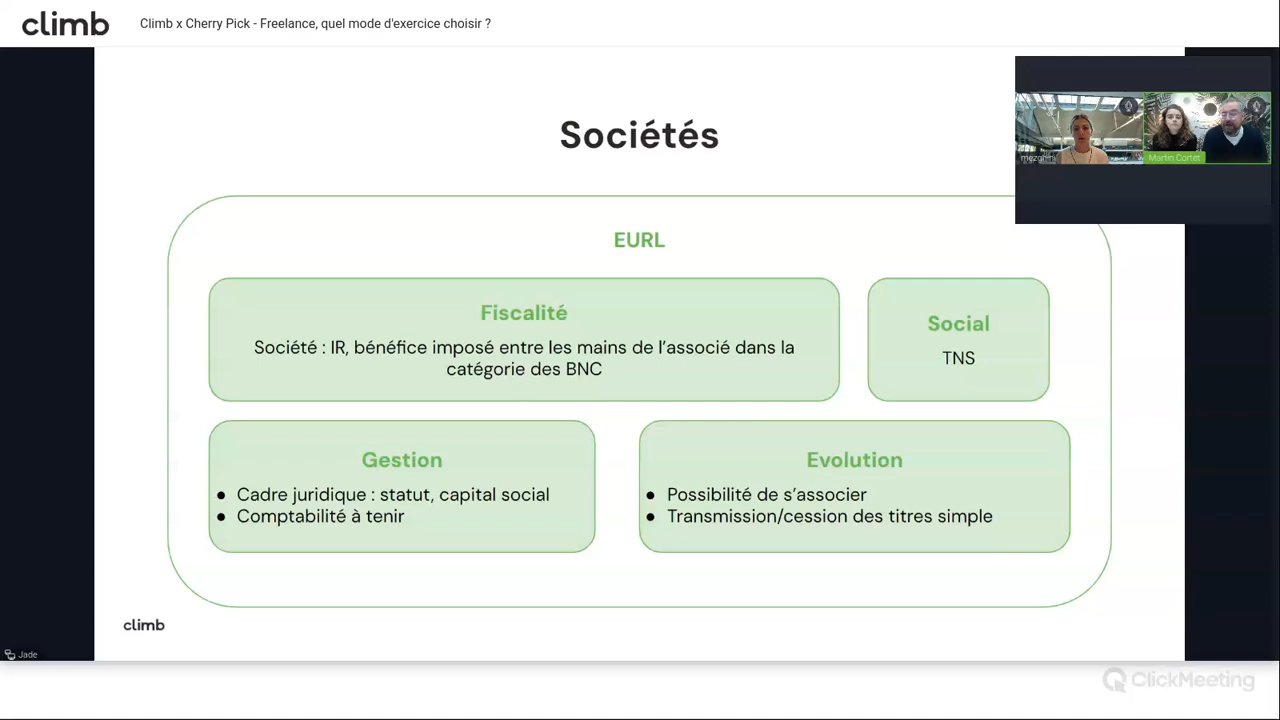 climb
Climb x Cherry Pick - Freelance, quel mode d'exercice choisir ?
Martin Cortet
Sociétés
EURL
Fiscalité
Société : IR, bénéfice imposé entre les mains de l'associé dans la
catégorie des BNC
Social
TNS
Gestion
● Cadre juridique : statut, capital social
● Comptabilité à tenir
Evolution
● Possibilité de s'associer
● Transmission/cession des titres simple
climb
Jade
ClickMeeting